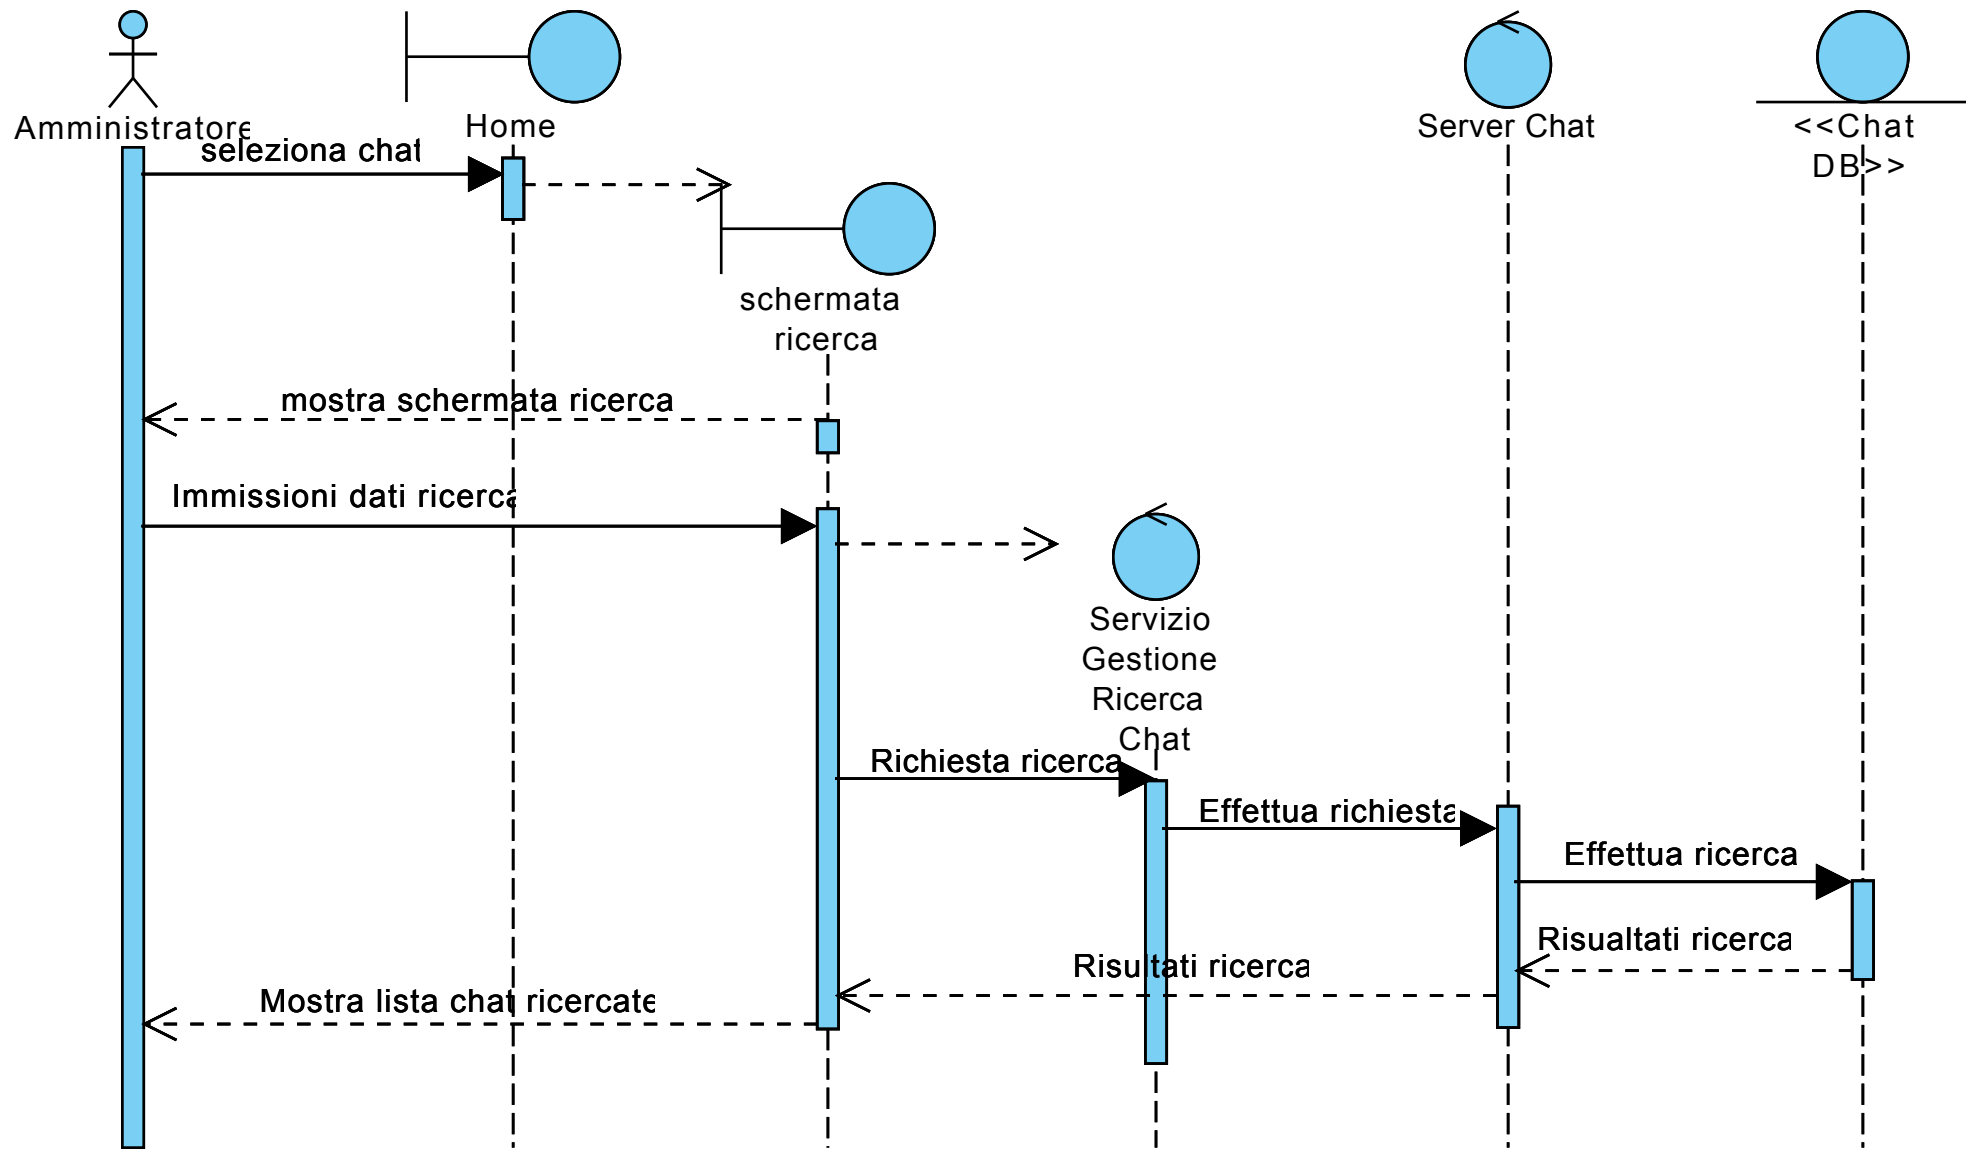 Amministratore
Home
Server Chat
<<Chat
DB>>
seleziona chat
schermata
ricerca
mostra schermata ricerca
Immissioni dati ricerca
Servizio
Gestione
Ricerca
Chat
Richiesta ricerca
Effettua richiesta
Effettua ricerca
Risualtati ricerca
Risultati ricerca
Mostra lista chat ricercate